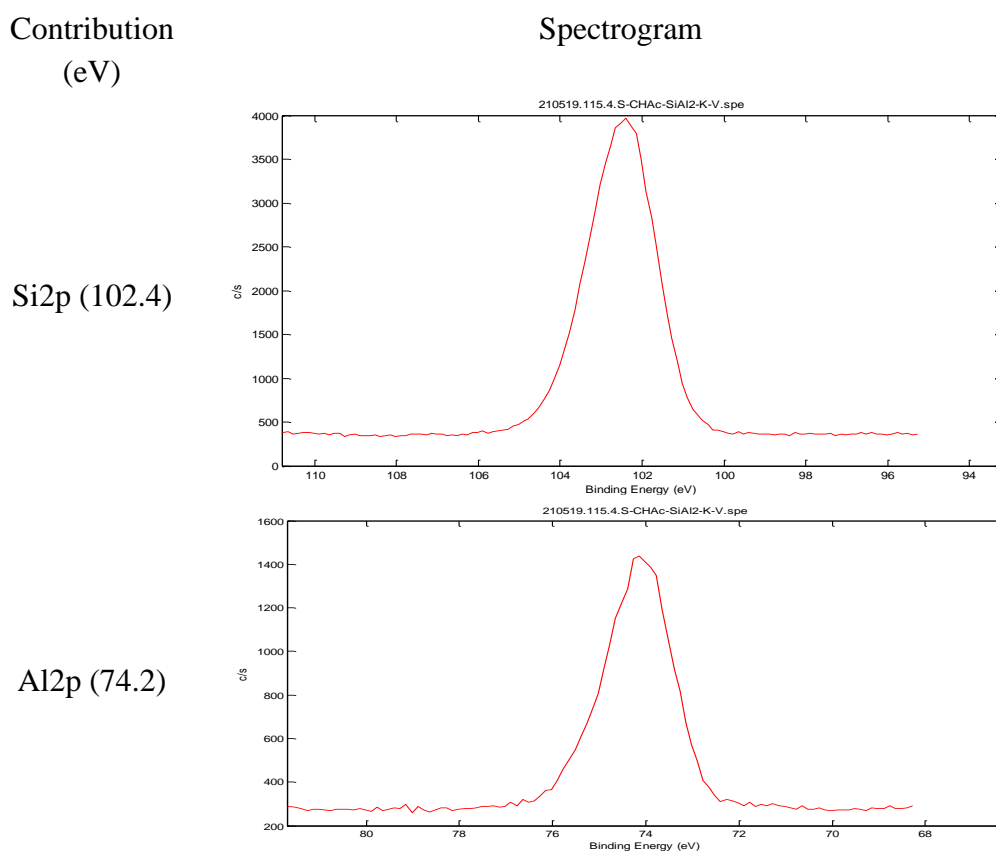 Contribution
(eV)
Spectrogram
210519.115.4.S-CHAc-SiAl2-K-V.spe
4000
3500
3000
2500
2000
1500
1000
500
0
c/s
110 108 106 104 102 100 98 96 94
Binding Energy (eV)
Si2p (102.4)
210519.115.4.S-CHAc-SiAl2-K-V.spe
1600
1400
1200
1000
800
600
400
200
c/s
80 78 76 74 72 70 68
Binding Energy (eV)
Al2p (74.2)